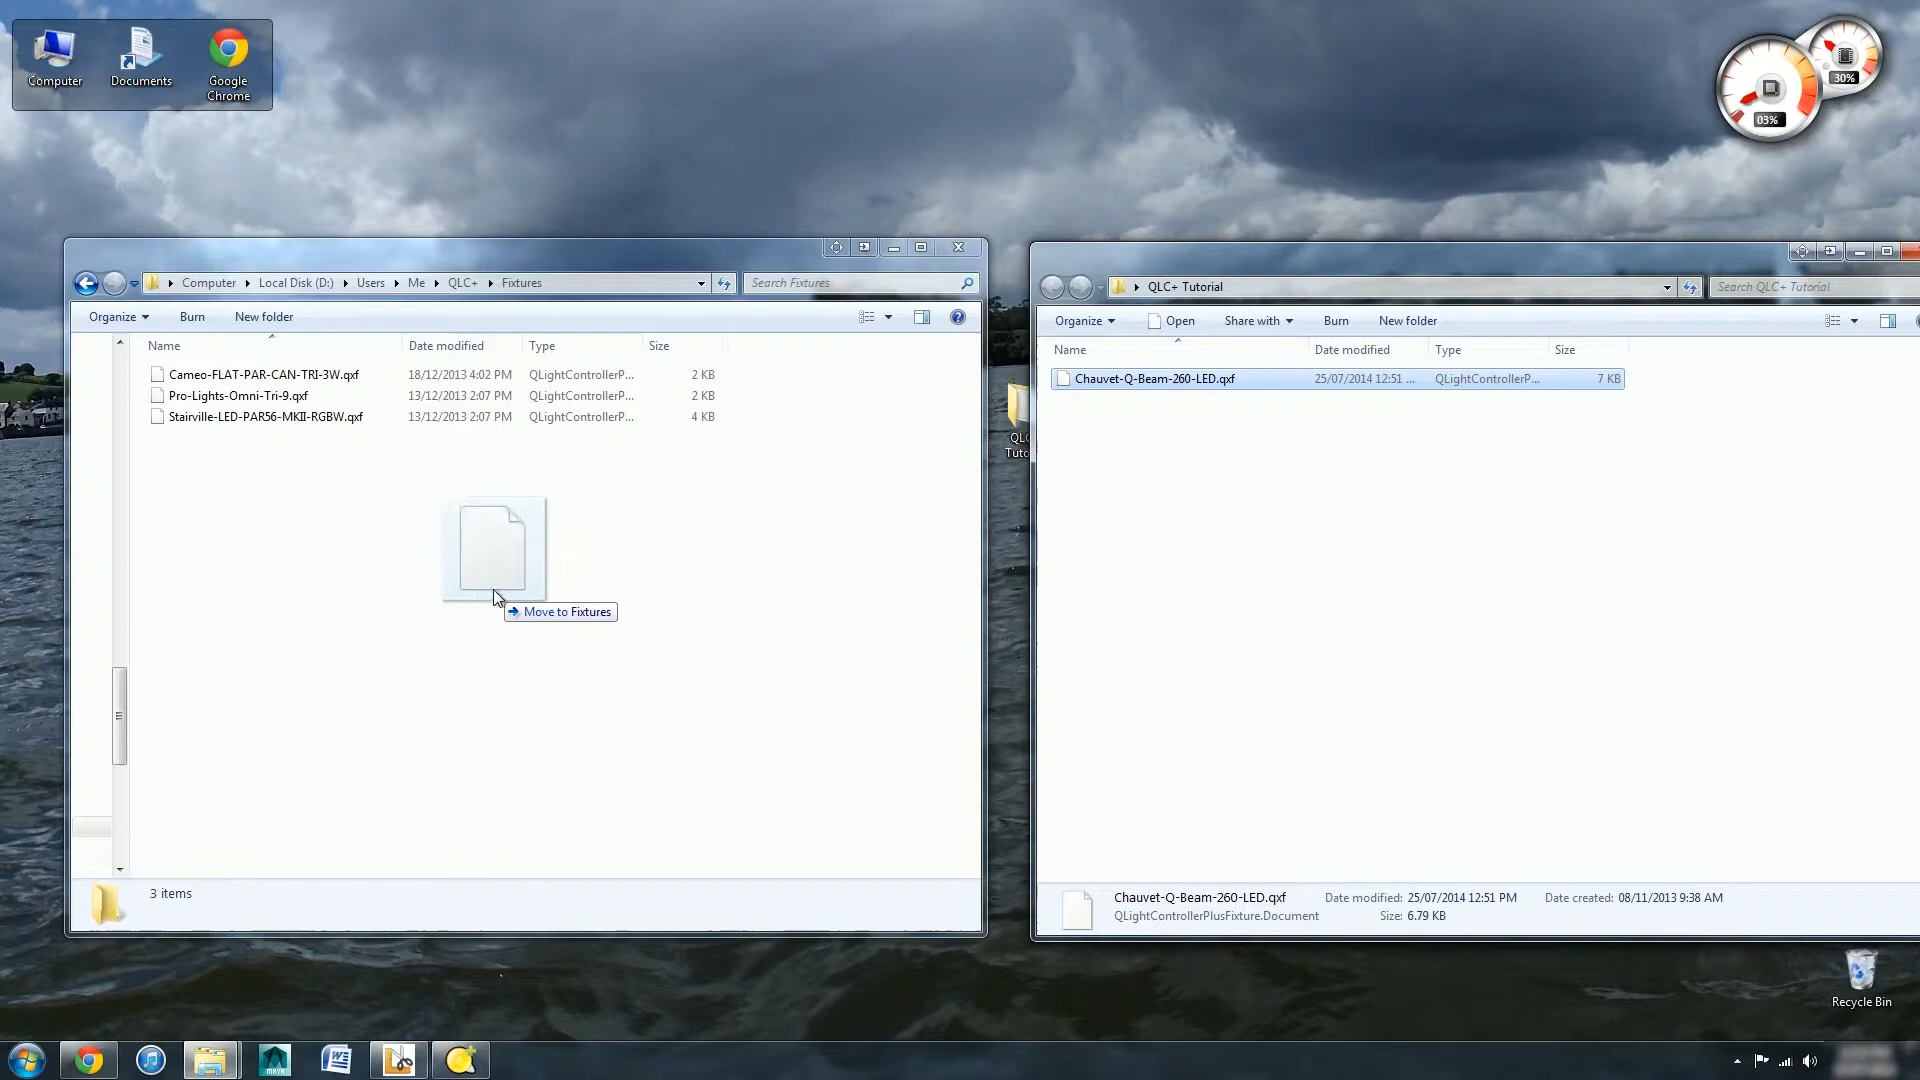 Computer
Documents
Google
Chrome
30%
03%
Computer
Local Disk (D:)
Users
Me
QLC+
Fixtures
Search Fixtures
Organize
Burn
New folder
Name
Date modified
Type
Size
Cameo-FLAT-PAR-CAN-TRI-3W.qxf 18/12/2013 4:02 PM QLightControllerP... 2 KB
Pro-Lights-Omni-Tri-9.qxf 13/12/2013 2:07 PM QLightControllerP... 2 KB
Stairville-LED-PAR56-MKII-RGBW.qxf 13/12/2013 2:07 PM QLightControllerP... 4 KB
Move to Fixtures
3 items
QLC
Tuto
QLC+ Tutorial
Search QLC+ Tutorial
Organize
Open
Share with
Burn
New folder
Name
Date modified
Type
Size
Chauvet-Q-Beam-260-LED.qxf 25/07/2014 12:51 ... QLightControllerP... 7 KB
Chauvet-Q-Beam-260-LED.qxf Date modified: 25/07/2014 12:51 PM Date created: 08/11/2013 9:38 AM
QLightControllerPlusFixture.Document Size: 6.79 KB
Recycle Bin
MAYA